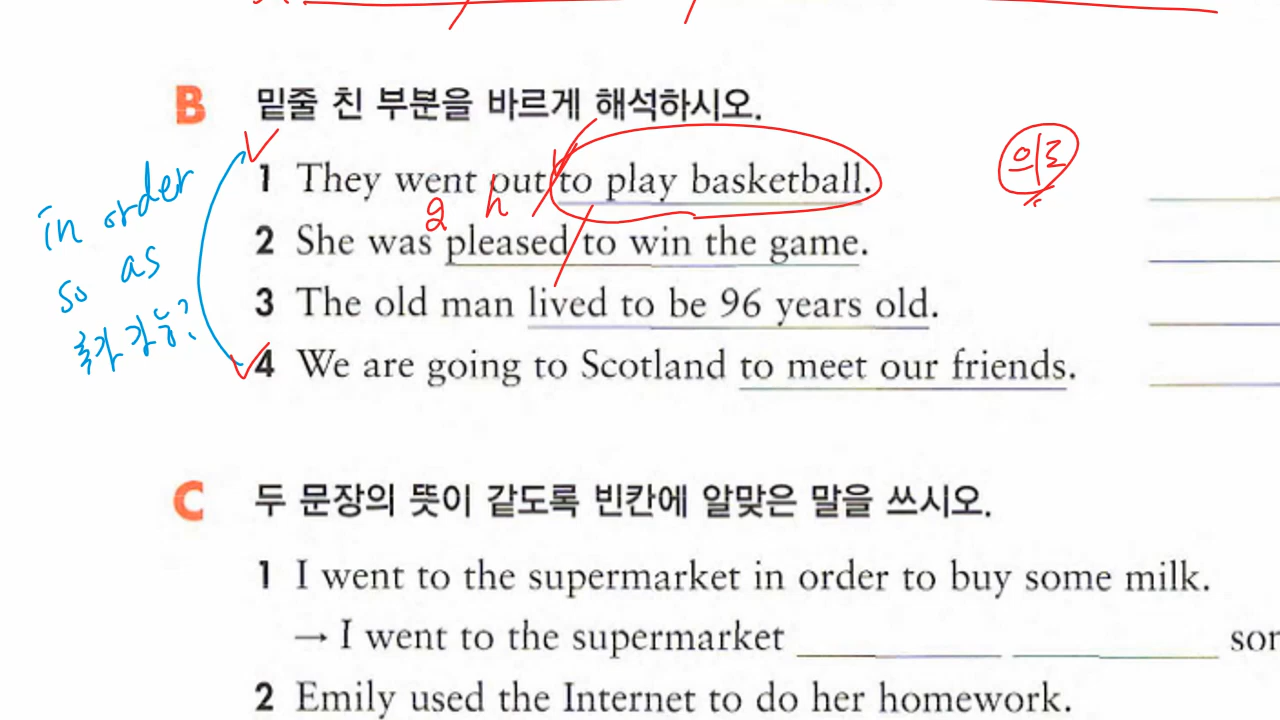 B 밑줄 친 부분을 바르게 해석하시오.
1 They went out to play basketball.
의도
2 She was pleased to win the game.
3 The old man lived to be 96 years old.
4 We are going to Scotland to meet our friends.
in order
so as
추가 가능?
C 두 문장의 뜻이 같도록 빈칸에 알맞은 말을 쓰시오.
1 I went to the supermarket in order to buy some milk.
→ I went to the supermarket
2 Emily used the Internet to do her homework.